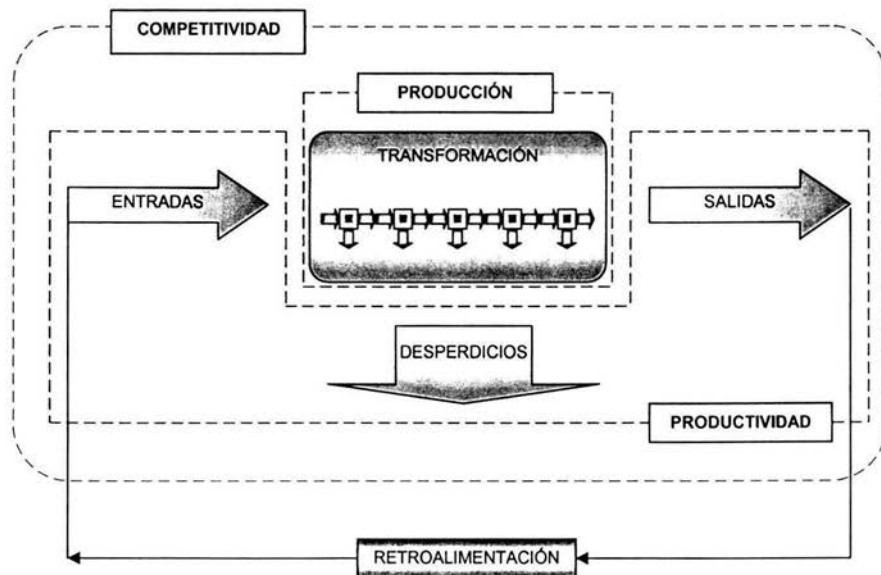 COMPETITIVIDAD
PRODUCCIÓN
TRANSFORMACIÓN
ENTRADAS
SALIDAS
DESPERDICIOS
PRODUCTIVIDAD
RETROALIMENTACIÓN